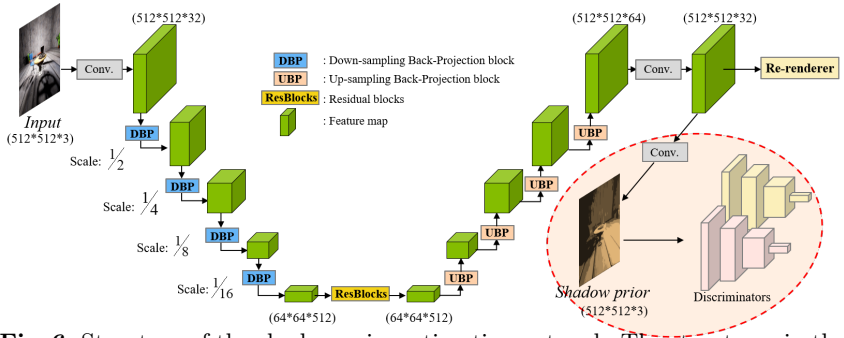 (512*512*32)
(512*512*64)
(512*512*32)
Conv.
DBP : Down-sampling Back-Projection block
UBP : Up-sampling Back-Projection block
ResBlocks : Residual blocks
: Feature map
Conv.
Re-renderer
Input
(512*512*3)
DBP
Scale: 1/2
DBP
Scale: 1/4
DBP
Scale: 1/8
DBP
Scale: 1/16
ResBlocks
(64*64*512)
(64*64*512)
UBP
UBP
UBP
UBP
Conv.
Shadow prior
(512*512*3)
Discriminators